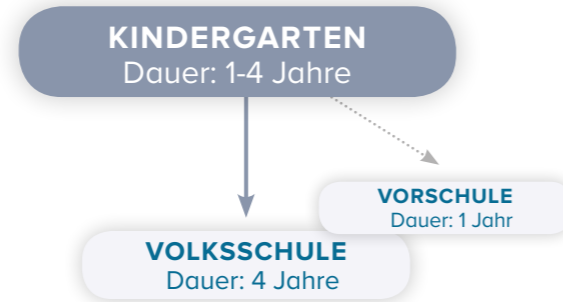 KINDERGARTEN
Dauer: 1-4 Jahre
VORSCHULE
Dauer: 1 Jahr
VOLKSSCHULE
Dauer: 4 Jahre